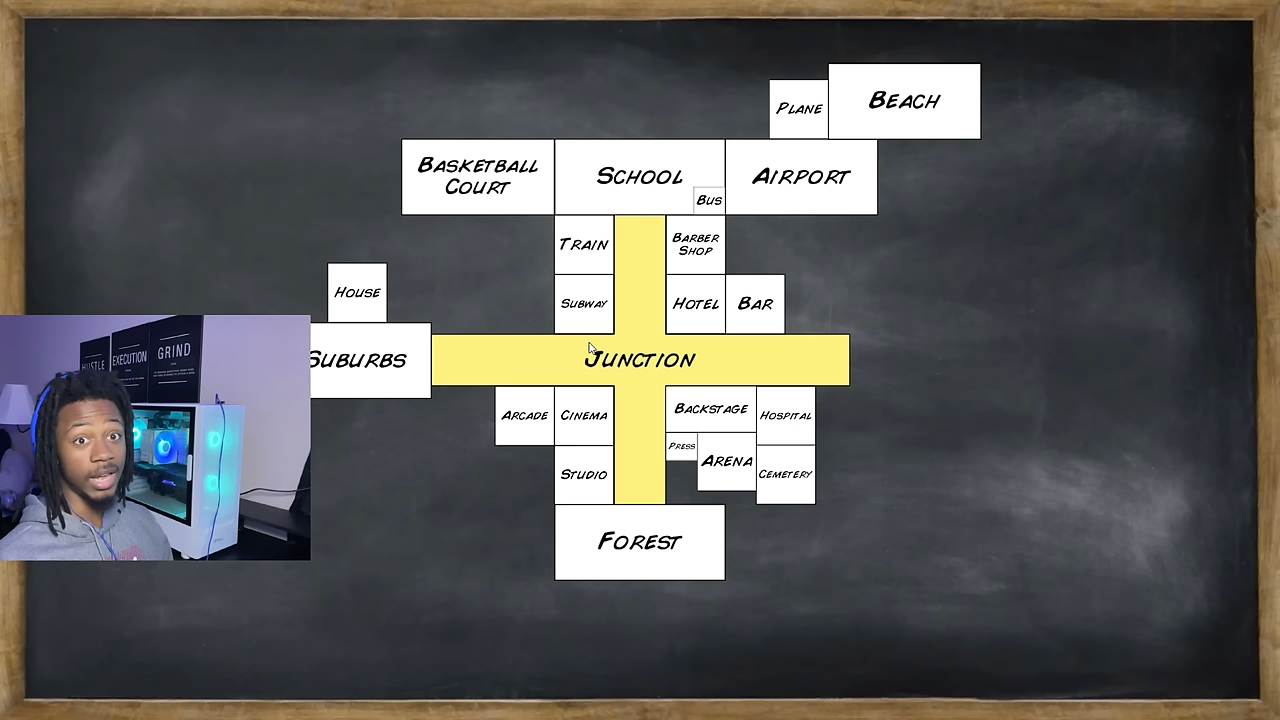 Beach
Plane
Basketball
Court
School
Airport
Bus
Train
Barber
Shop
House
Subway
Hotel
Bar
Suburbs
Junction
HUSTLE
EXECUTION
GRIND
Arcade
Cinema
Backstage
Hospital
Press
Arena
Studio
Cemetery
Forest